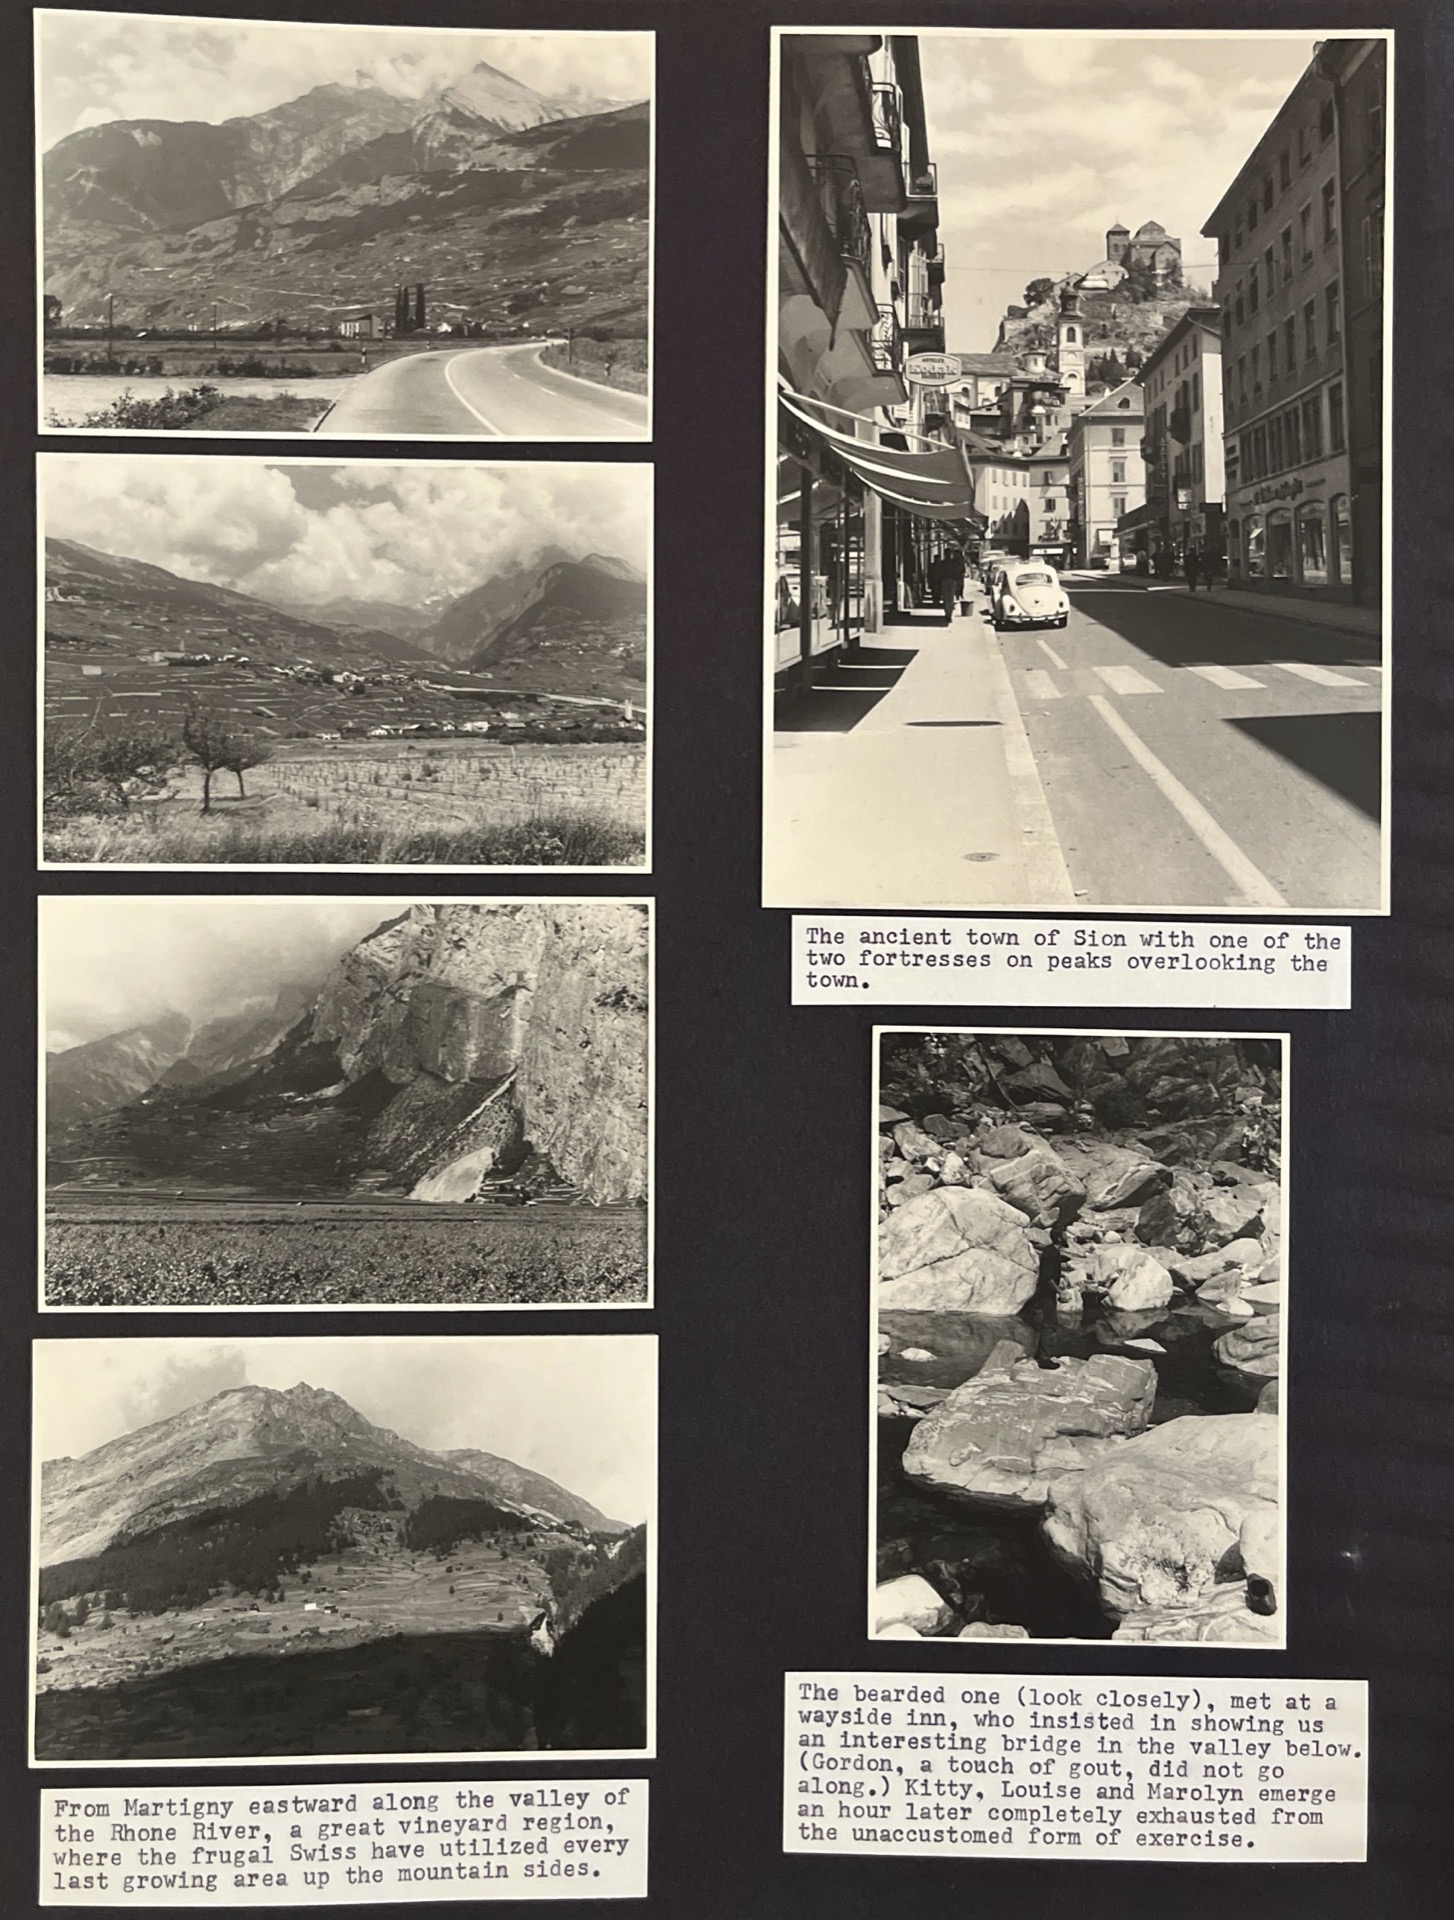 Kodak
The ancient town of Sion with one of the
two fortresses on peaks overlooking the
town.
The bearded one (look closely), met at a
wayside inn, who insisted in showing us
an interesting bridge in the valley below.
(Gordon, a touch of gout, did not go
along.) Kitty, Louise and Marolyn emerge
an hour later completely exhausted from
the unaccustomed form of exercise.
From Martigny eastward along the valley of
the Rhone River, a great vineyard region,
where the frugal Swiss have utilized every
last growing area up the mountain sides.